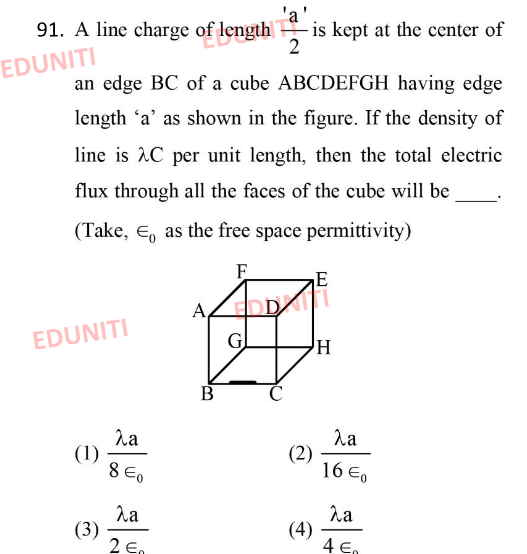 91. A line charge of length 'a'/2 is kept at the center of
EDUNITI
EDUNITI
an edge BC of a cube ABCDEFGH having edge
length ‘a’ as shown in the figure. If the density of
line is λC per unit length, then the total electric
flux through all the faces of the cube will be ____.
(Take, ∈₀ as the free space permittivity)
F
E
A
D
EDUNITI
EDUNITI
G
H
B
C
(1) λa/8 ∈₀ (2) λa/16 ∈₀
(3) λa/2 ∈₀ (4) λa/4 ∈₀